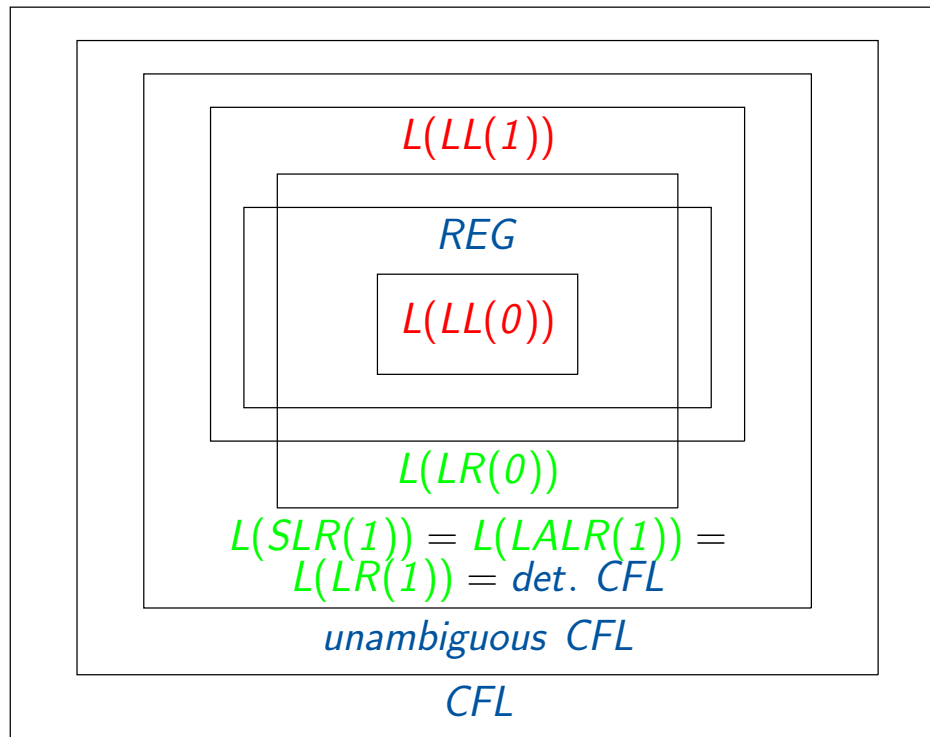 L(LL(1))
REG
L(LL(0))
L(LR(0))
L(SLR(1)) = L(LALR(1)) =
L(LR(1)) = det. CFL
unambiguous CFL
CFL